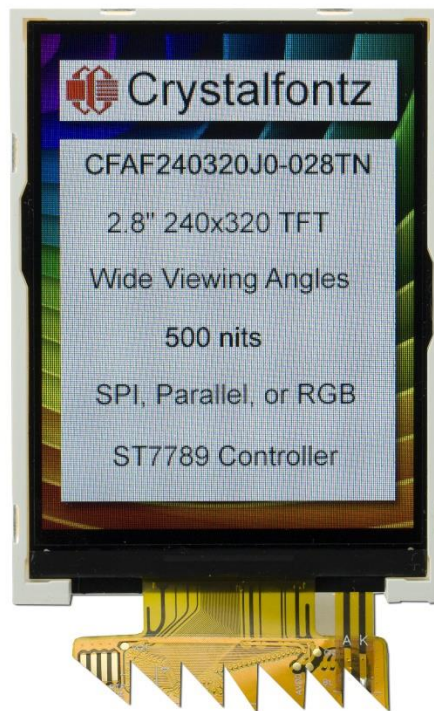 Crystalfontz
CFAF240320J0-028TN
2.8" 240x320 TFT
Wide Viewing Angles
500 nits
SPI, Parallel, or RGB
ST7789 Controller
A K